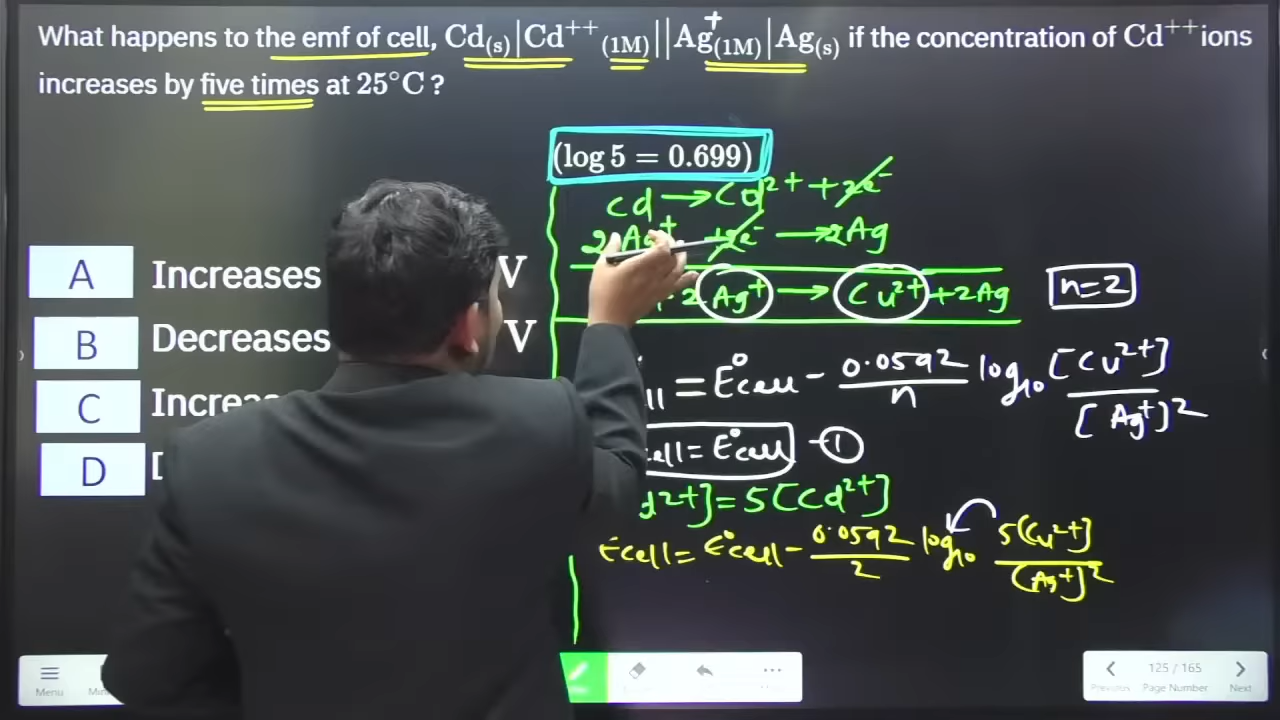 What happens to the emf of cell, Cd(s)|Cd⁺⁺(1M)||Ag⁺(1M)|Ag(s) if the concentration of Cd⁺⁺ ions
increases by five times at 25°C ?
(log 5 = 0.699)
Cd → Cd²⁺ + 2e⁻
2Ag⁺ + 2e⁻ → 2Ag
2Ag⁺ → Cu²⁺ + 2Ag
n=2
A Increases V
B Decreases V
C
D
= E°cell - 0.0592/n log₁₀ [Cu²⁺]/[Ag⁺]²
= E°cell - ①
]= 5[Cd²⁺]
Ecell = E°cell - 0.0592/2 log₁₀ 5[Cu²⁺]/[Ag⁺]²
Menu
125 / 165
Previous Page Number Next